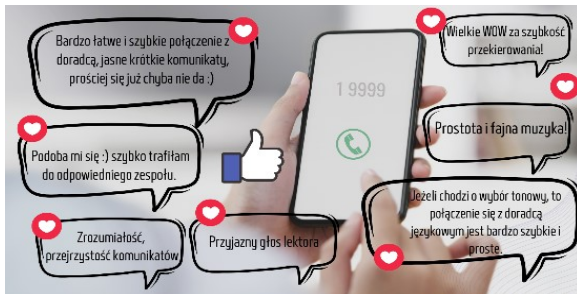 Bardzo łatwe i szybkie połączenie z
doradcą, jasne krótkie komunikaty,
prościej się już chyba nie da :)
Podoba mi się :) szybko trafiłam
do odpowiedniego zespołu.
Zrozumiałość,
przejrzystość komunikatów
Przyjazny głos lektora
1 9999
Wielkie WOW za szybkość
przekierowania!
Prostota i fajna muzyka!
Jeżeli chodzi o wybór tonowy, to
połączenie się z doradcą
językowym jest bardzo szybkie i
proste.